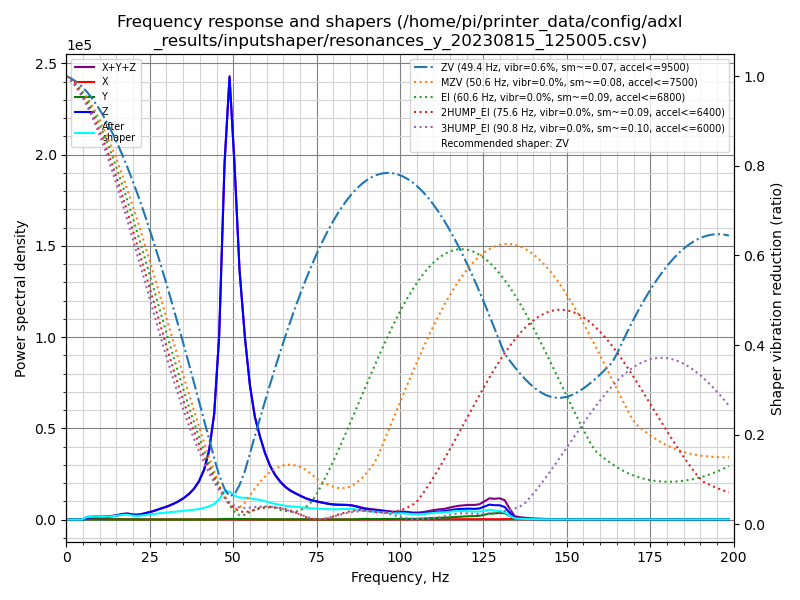 Frequency response and shapers (/home/pi/printer_data/config/adxl
_results/inputshaper/resonances_y_20230815_125005.csv)
1e5
X+Y+Z
X
Y
Z
After
shaper
ZV (49.4 Hz, vibr=0.6%, sm~=0.07, accel<=9500)
MZV (50.6 Hz, vibr=0.0%, sm~=0.08, accel<=7500)
EI (60.6 Hz, vibr=0.0%, sm~=0.09, accel<=6800)
2HUMP_EI (75.6 Hz, vibr=0.0%, sm~=0.09, accel<=6400)
3HUMP_EI (90.8 Hz, vibr=0.0%, sm~=0.10, accel<=6000)
Recommended shaper: ZV
2.5
2.0
1.5
1.0
0.5
0.0
Power spectral density
1.0
0.8
0.6
0.4
0.2
0.0
Shaper vibration reduction (ratio)
0 25 50 75 100 125 150 175 200
Frequency, Hz